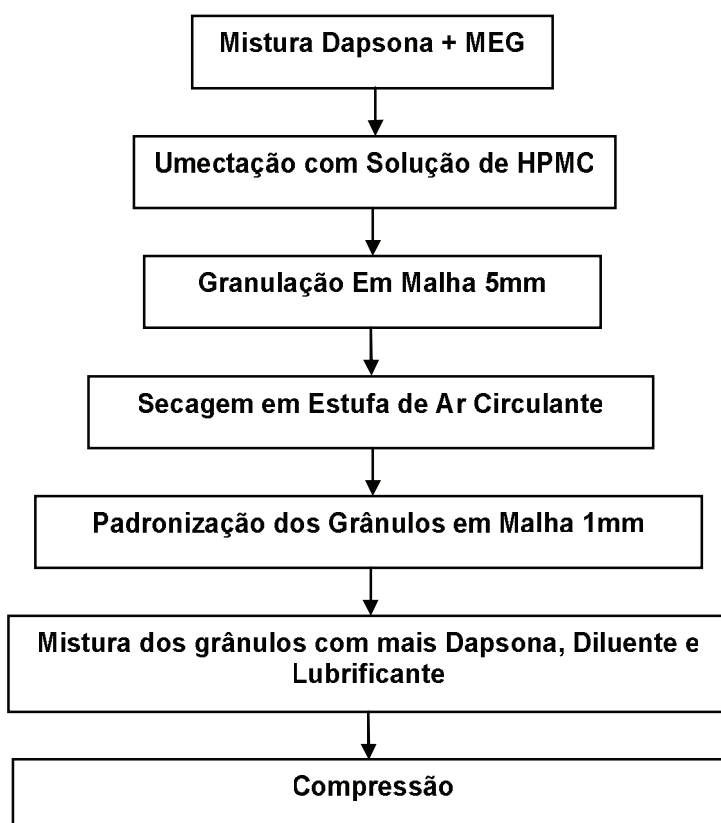 Mistura Dapsona + MEG
Umectação com Solução de HPMC
Granulação Em Malha 5mm
Secagem em Estufa de Ar Circulante
Padronização dos Grânulos em Malha 1mm
Mistura dos grânulos com mais Dapsona, Diluente e
Lubrificante
Compressão